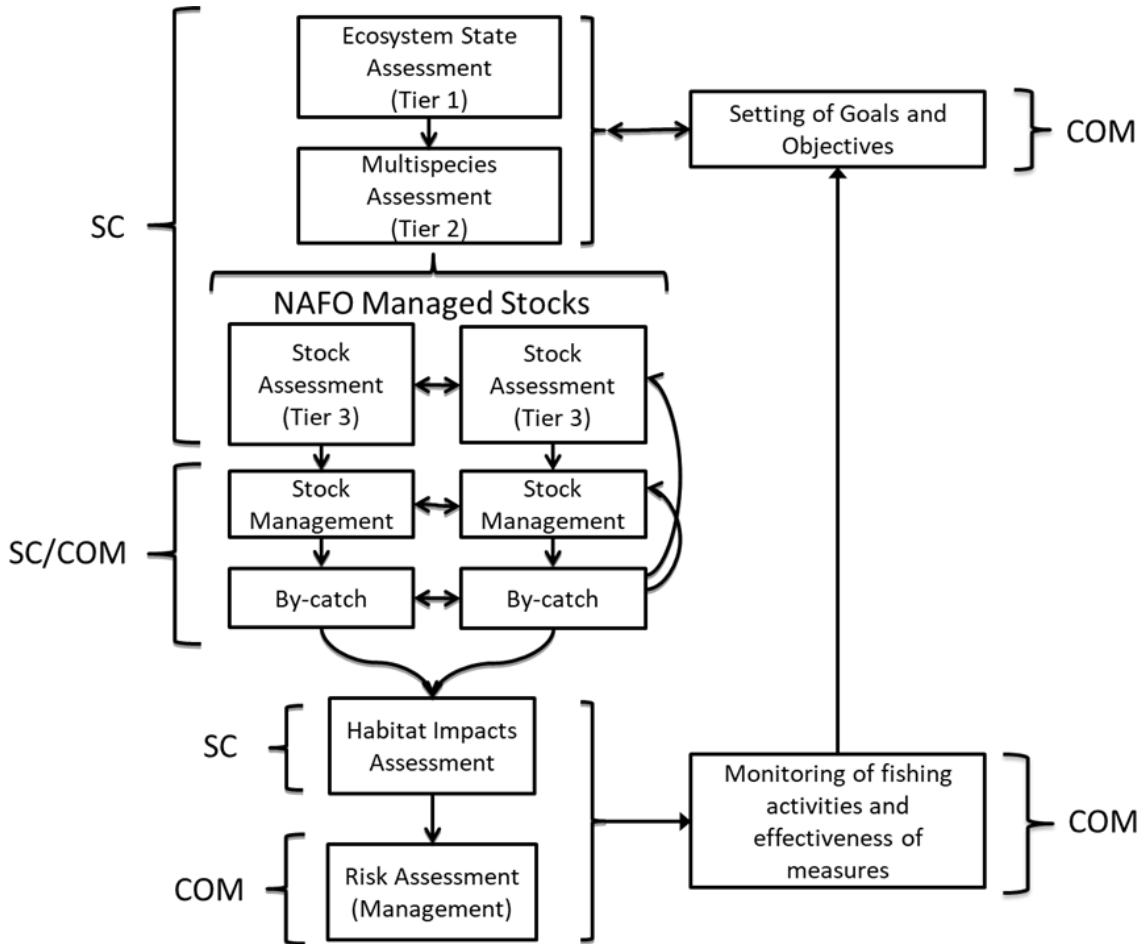 Ecosystem State
Assessment
(Tier 1)
Setting of Goals and
Objectives
COM
Multispecies
Assessment
(Tier 2)
SC
NAFO Managed Stocks
Stock
Assessment
(Tier 3)
Stock
Assessment
(Tier 3)
Stock
Management
Stock
Management
SC/COM
By-catch
By-catch
Habitat Impacts
Assessment
SC
Monitoring of fishing
activities and
effectiveness of
measures
COM
Risk Assessment
(Management)
COM